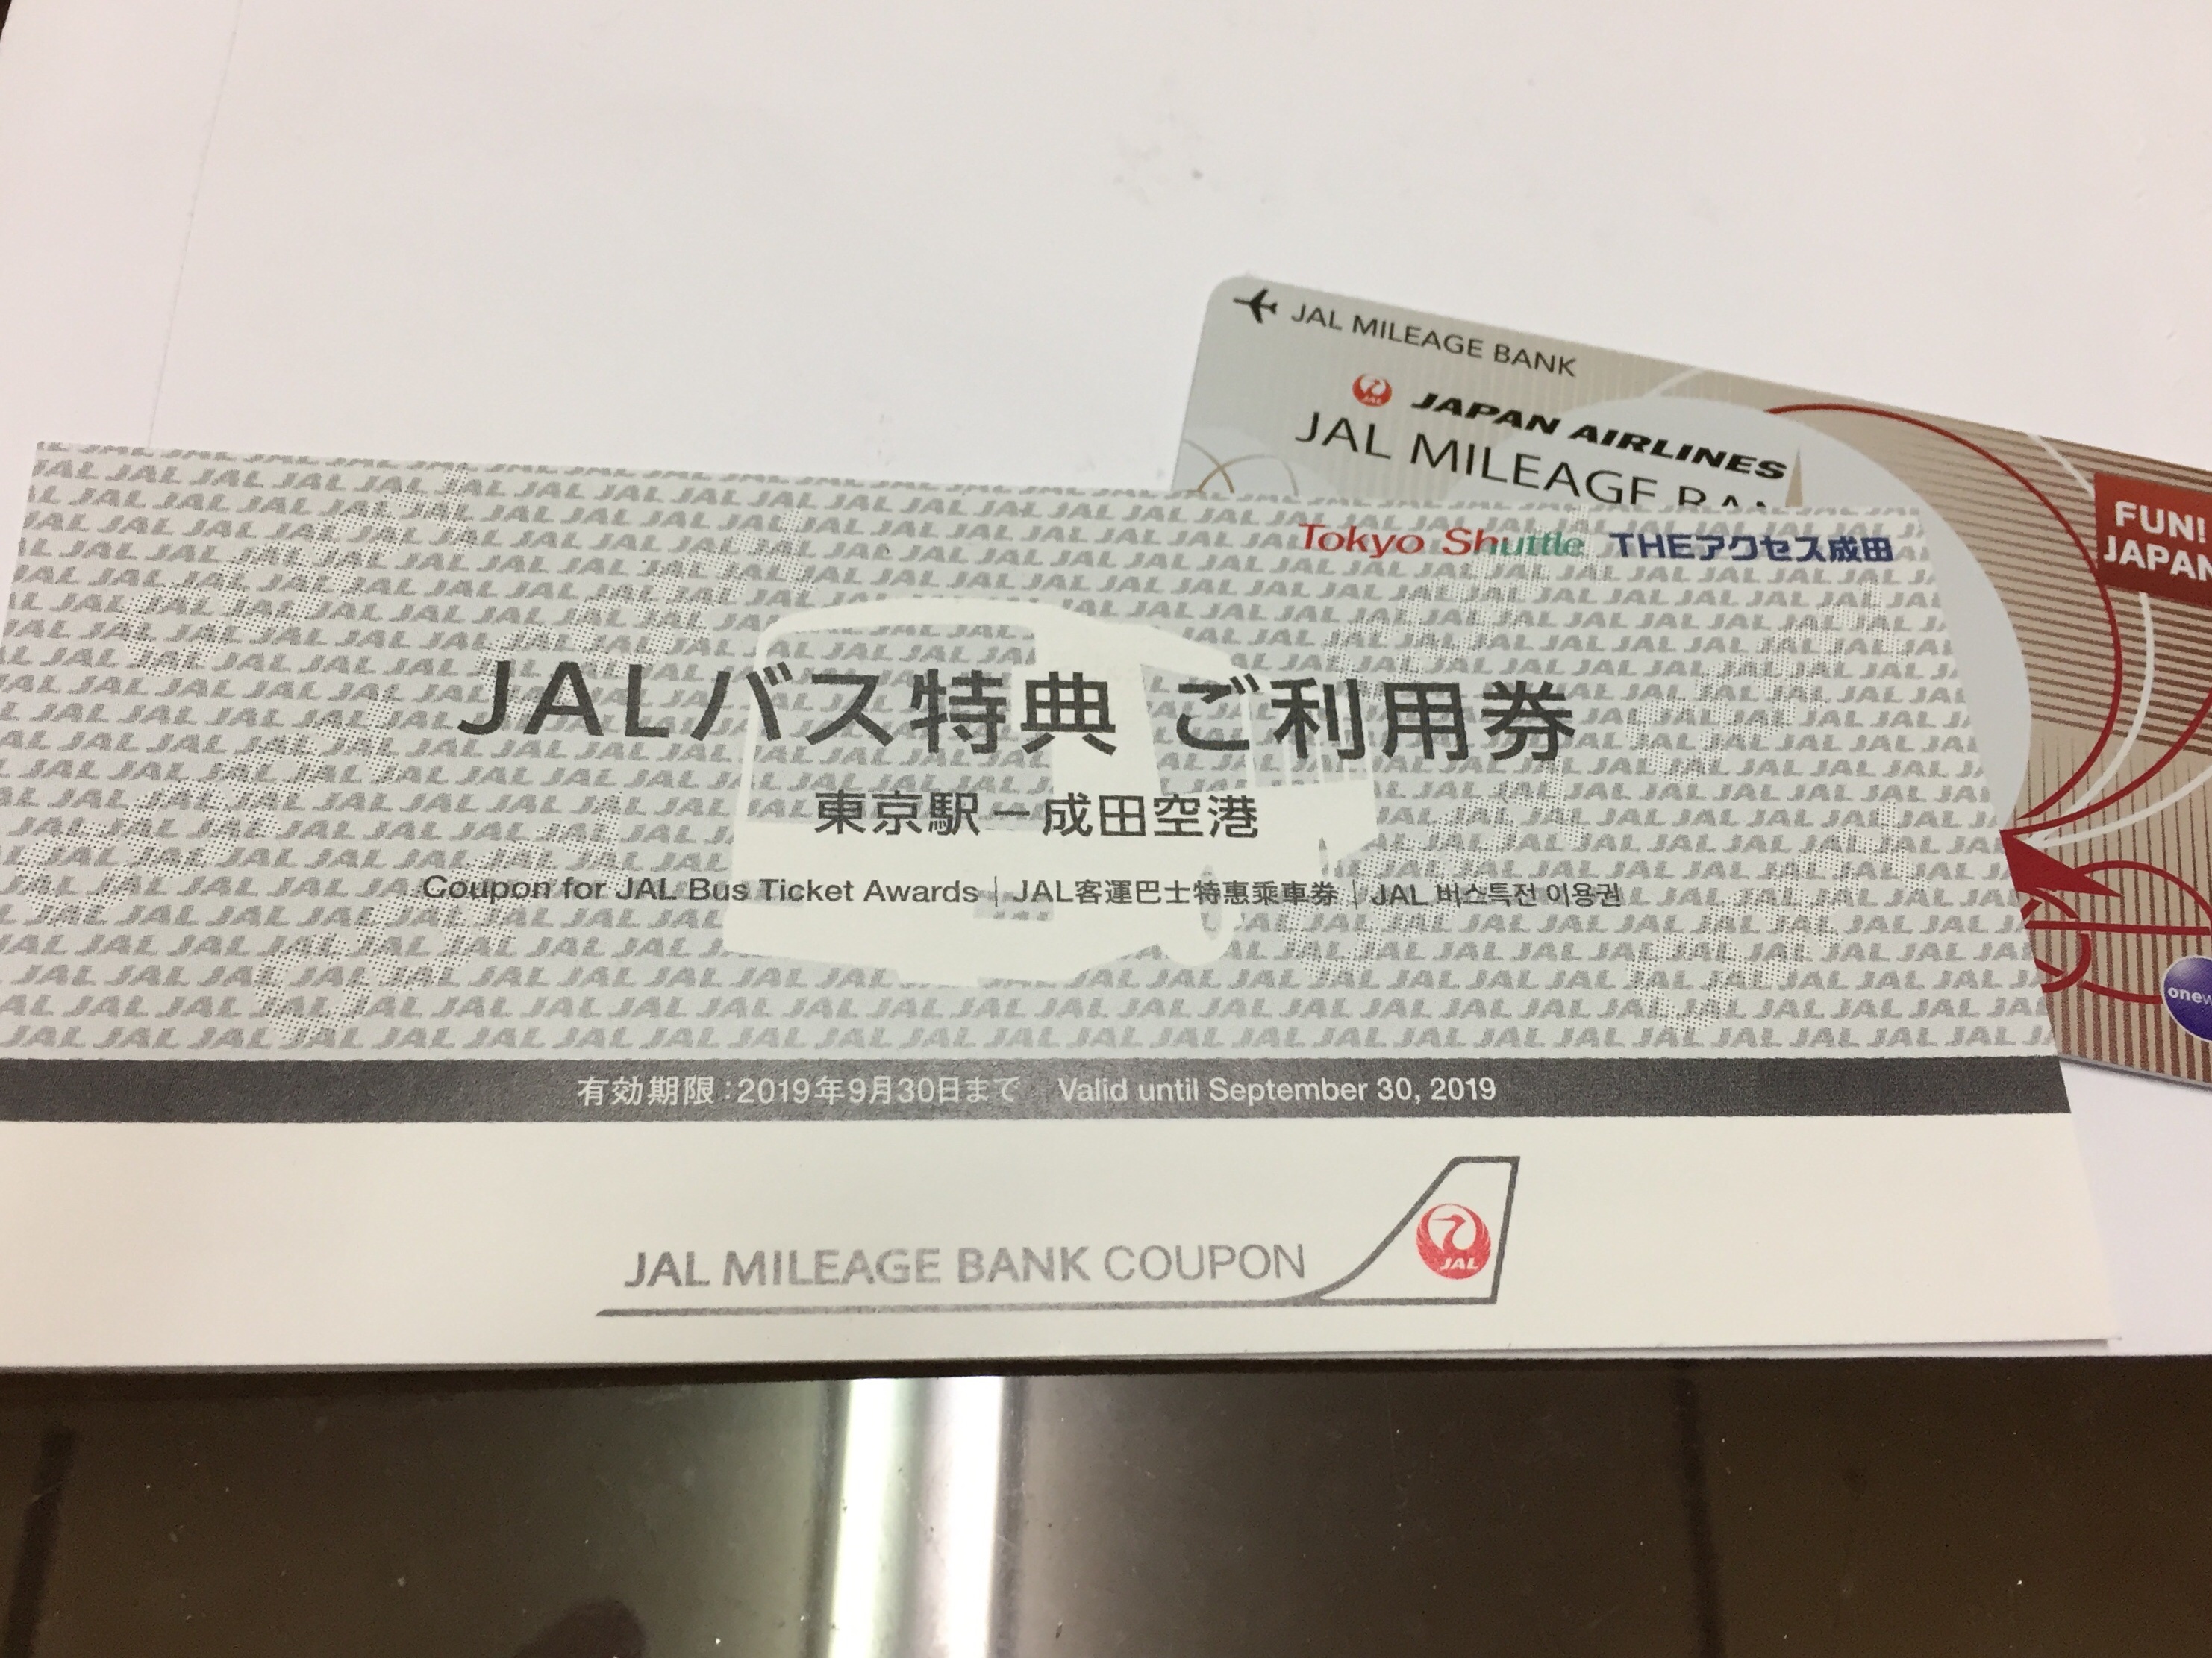 JAL MILEAGE BANK
JAL
JAPAN AIRLINES
JAL MILEAGE
FUN!
JAPAN
Tokyo Shuttle THEアクセス成田
JALバス特典 ご利用券
東京駅－成田空港
Coupon for JAL Bus Ticket Awards | JAL客運巴士特惠乘車券 | JAL 버스특전 이용권
有効期限：2019年9月30日まで Valid until September 30, 2019
JAL MILEAGE BANK COUPON
JAL